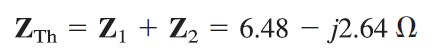 Z_Th = Z_1 + Z_2 = 6.48 − j2.64 Ω